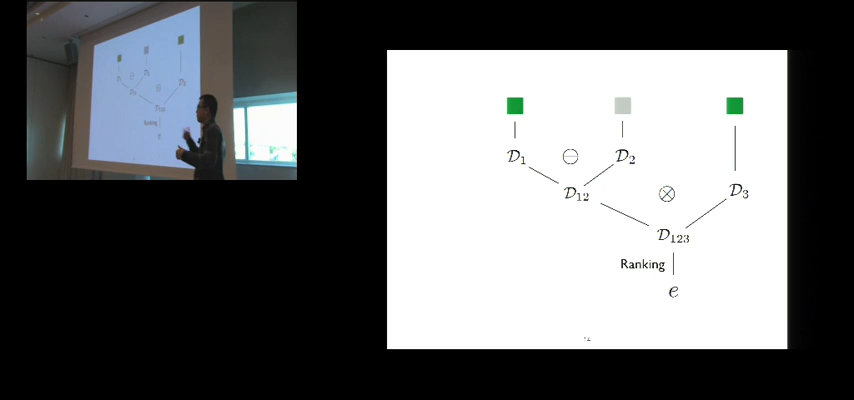 𝒟₁ ⊖ 𝒟₂
𝒟₁₂ ⊗ 𝒟₃
𝒟₁₂₃
Ranking
e